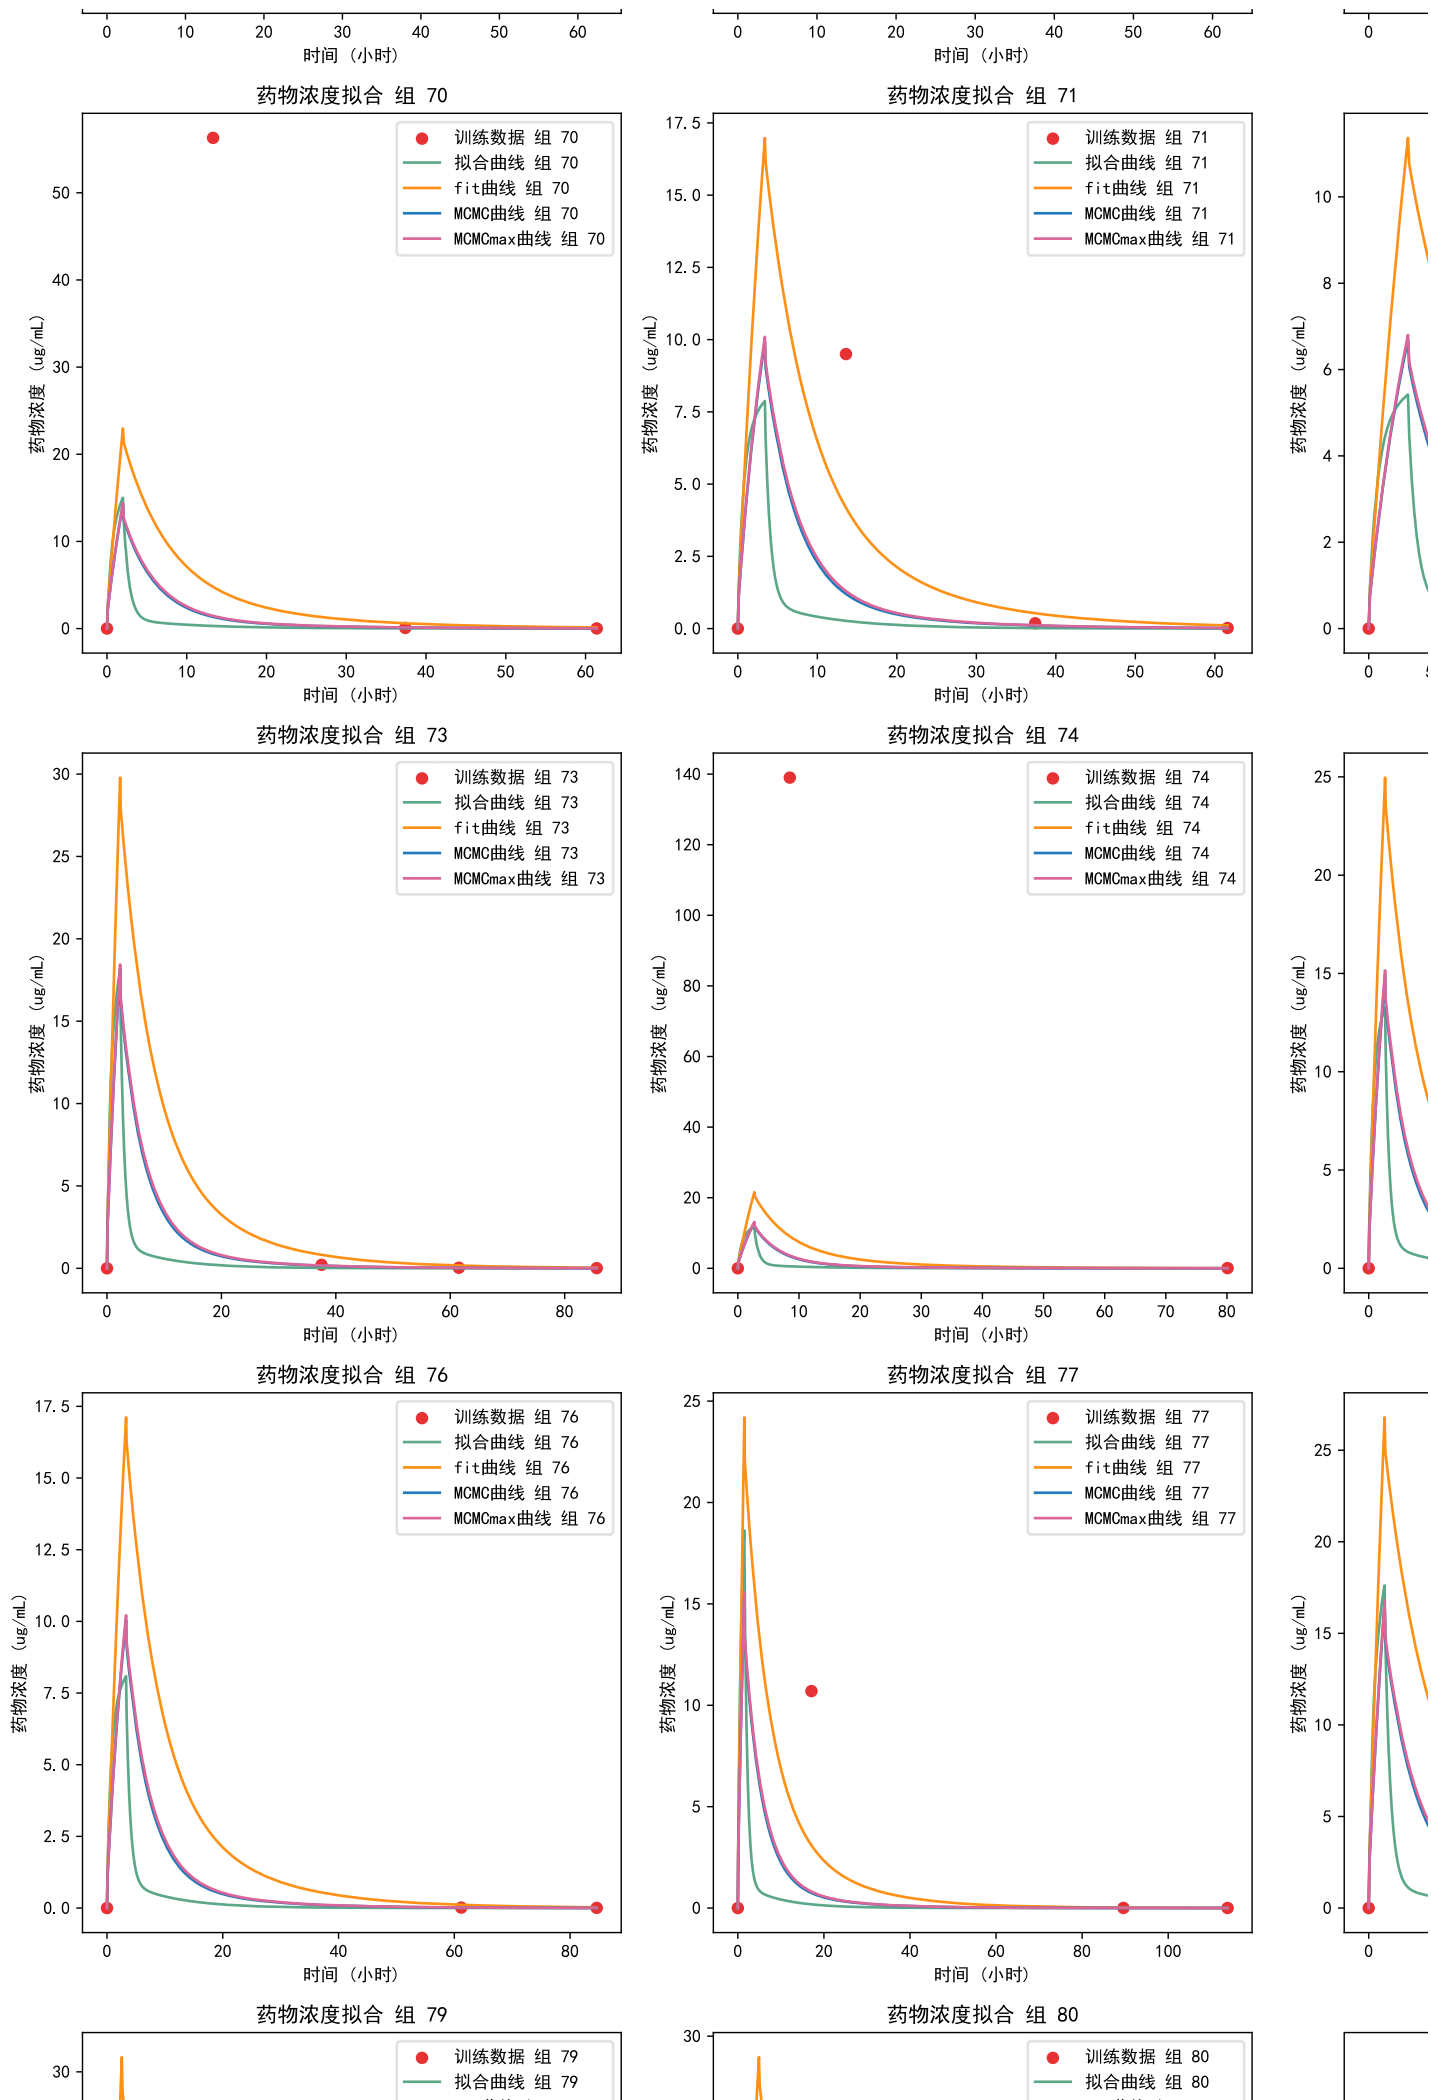 0 10 20 30 40 50 60
时间 (小时)
0 10 20 30 40 50 60
时间 (小时)
0
药物浓度拟合 组 70
训练数据 组 70
拟合曲线 组 70
fit曲线 组 70
MCMC曲线 组 70
MCMCmax曲线 组 70
50
40
30
20
10
0
药物浓度 (ug/mL)
0 10 20 30 40 50 60
时间 (小时)
药物浓度拟合 组 71
训练数据 组 71
拟合曲线 组 71
fit曲线 组 71
MCMC曲线 组 71
MCMCmax曲线 组 71
17.5
15.0
12.5
10.0
7.5
5.0
2.5
0.
药物浓度 (ug/mL)
0 10 20 30 40 50 60
时间 (小时)
10
8
6
4
2
0
药物浓度 (ug/mL)
0
药物浓度拟合 组 73
训练数据 组 73
拟合曲线 组 73
fit曲线 组 73
MCMC曲线 组 73
MCMCmax曲线 组 73
30
25
20
15
10
5
0
药物浓度 (ug/mL)
0 20 40 60 80
时间 (小时)
药物浓度拟合 组 74
训练数据 组 74
拟合曲线 组 74
fit曲线 组 74
MCMC曲线 组 74
MCMCmax曲线 组 74
140
120
100
80
60
40
20
0
药物浓度 (ug/mL)
0 10 20 30 40 50 60 70 80
时间 (小时)
25
20
15
10
5
0
药物浓度 (ug/mL)
0
药物浓度拟合 组 76
训练数据 组 76
拟合曲线 组 76
fit曲线 组 76
MCMC曲线 组 76
MCMCmax曲线 组 76
17.5
15.0
12.5
10.0
7.5
5.0
2.5
0.0
药物浓度 (ug/mL)
0 20 40 60 80
时间 (小时)
药物浓度拟合 组 77
训练数据 组 77
拟合曲线 组 77
fit曲线 组 77
MCMC曲线 组 77
MCMCmax曲线 组 77
25
20
15
10
5
0
药物浓度 (ug/mL)
0 20 40 60 80 100
时间 (小时)
25
20
15
10
5
0
药物浓度 (ug/mL)
0
药物浓度拟合 组 79
训练数据 组 79
拟合曲线 组 79
30
药物浓度拟合 组 80
训练数据 组 80
拟合曲线 组 80
30